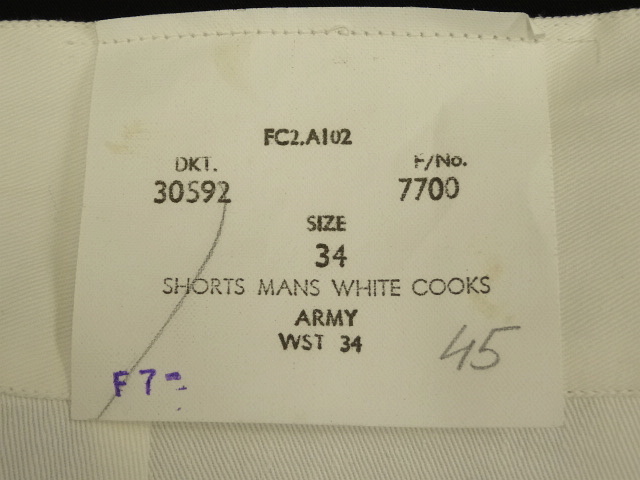 FC2.A102
DKT. F/No.
30592 7700
SIZE
34
SHORTS MANS WHITE COOKS
ARMY
WST 34
45
F7